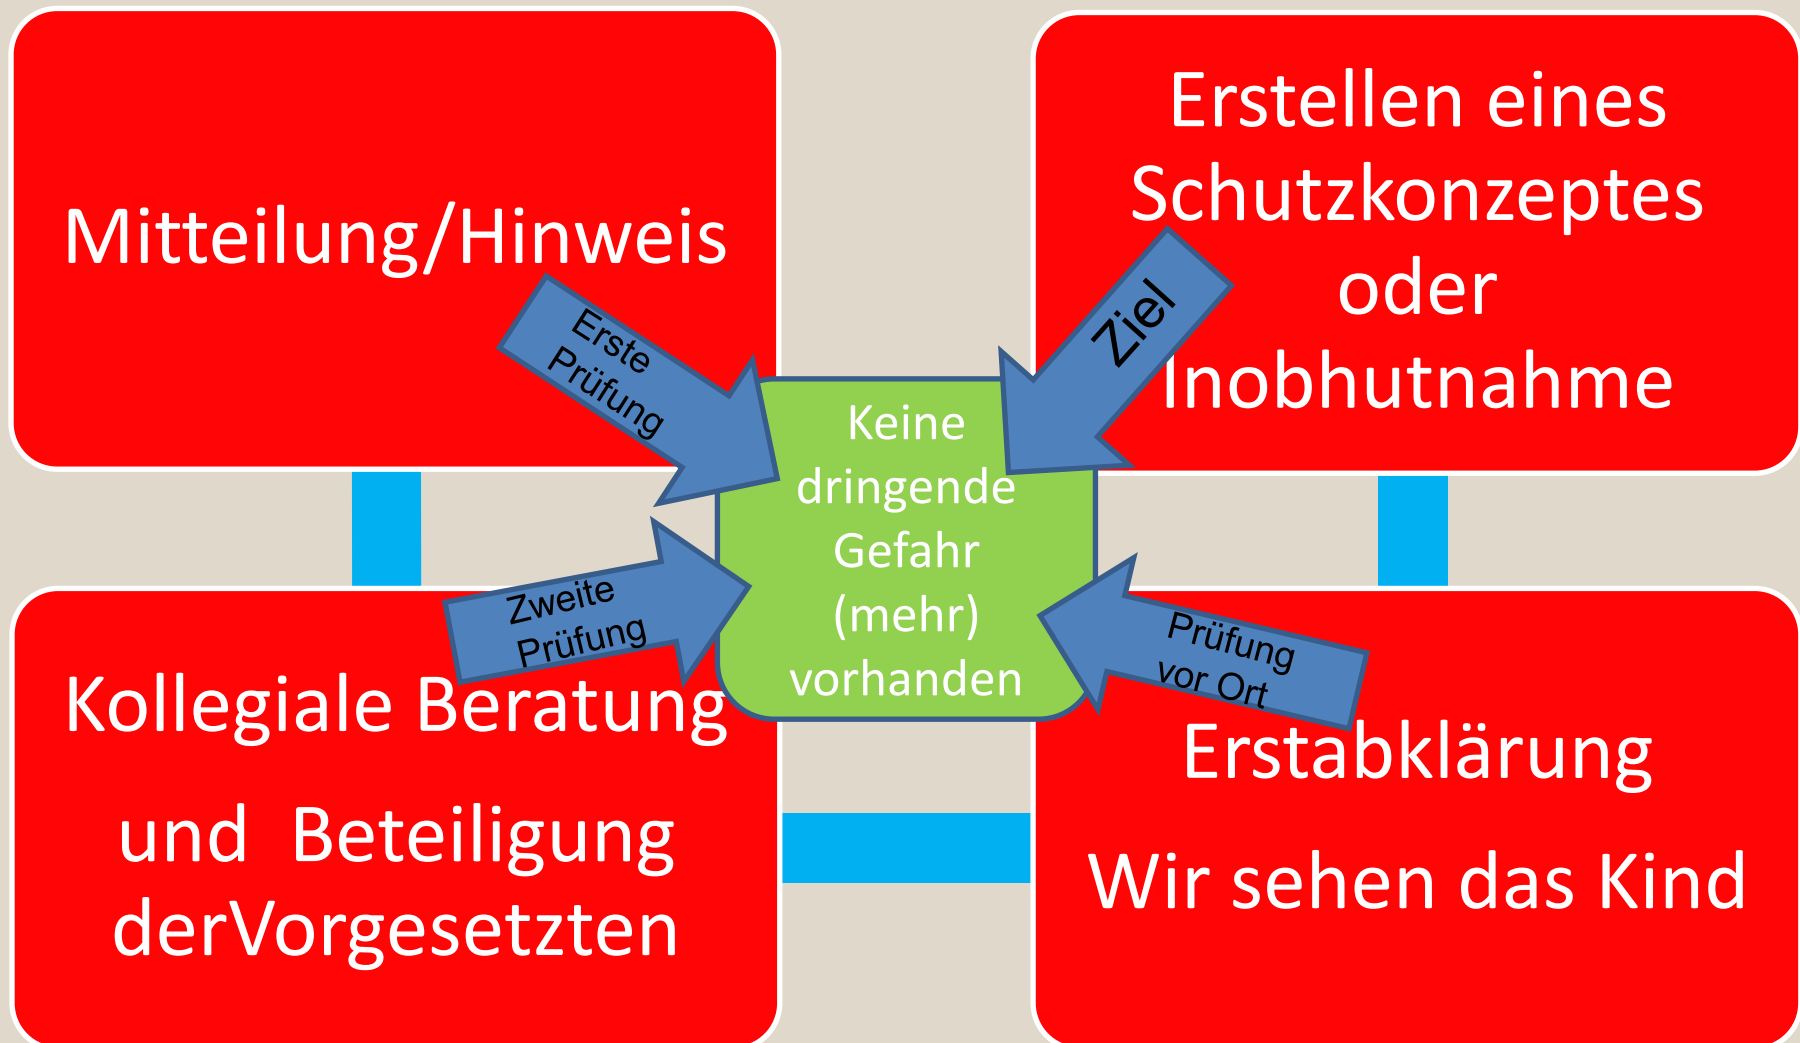 Mitteilung/Hinweis
Erste
Prüfung
Erstellen eines
Schutzkonzeptes
oder
Inobhutnahme
Ziel
Keine
dringende
Gefahr
(mehr)
vorhanden
Zweite
Prüfung
Kollegiale Beratung
und  Beteiligung
derVorgesetzten
Prüfung
vor Ort
Erstabklärung
Wir sehen das Kind